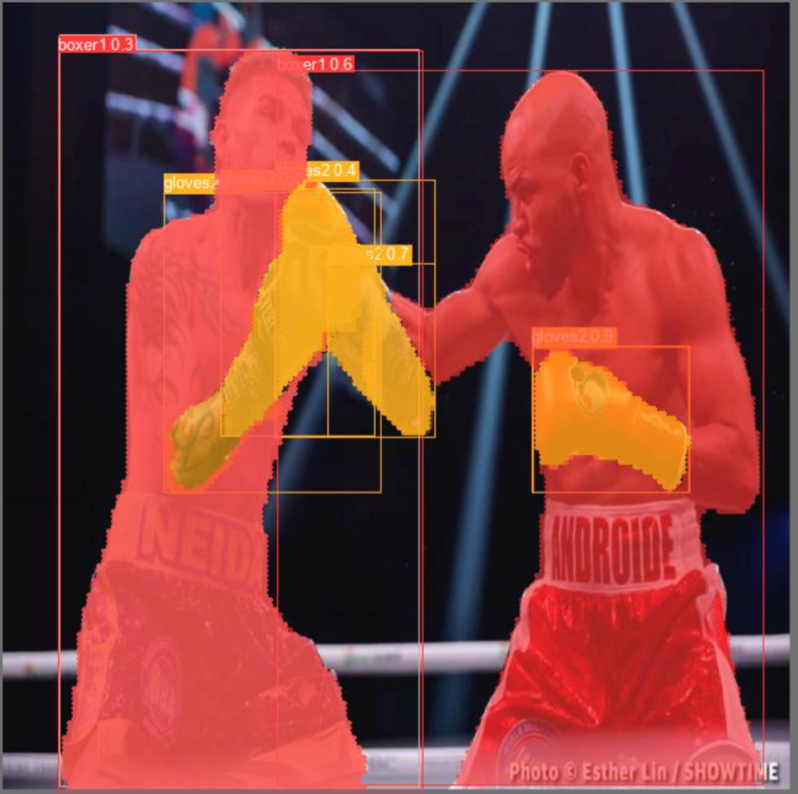 boxer1 0.3
boxer1 0.6
es2 0.4
gloves2
s2 0.7
gloves2 0.9
NEID
ANDROIDE
Photo © Esther Lin / SHOWTIME